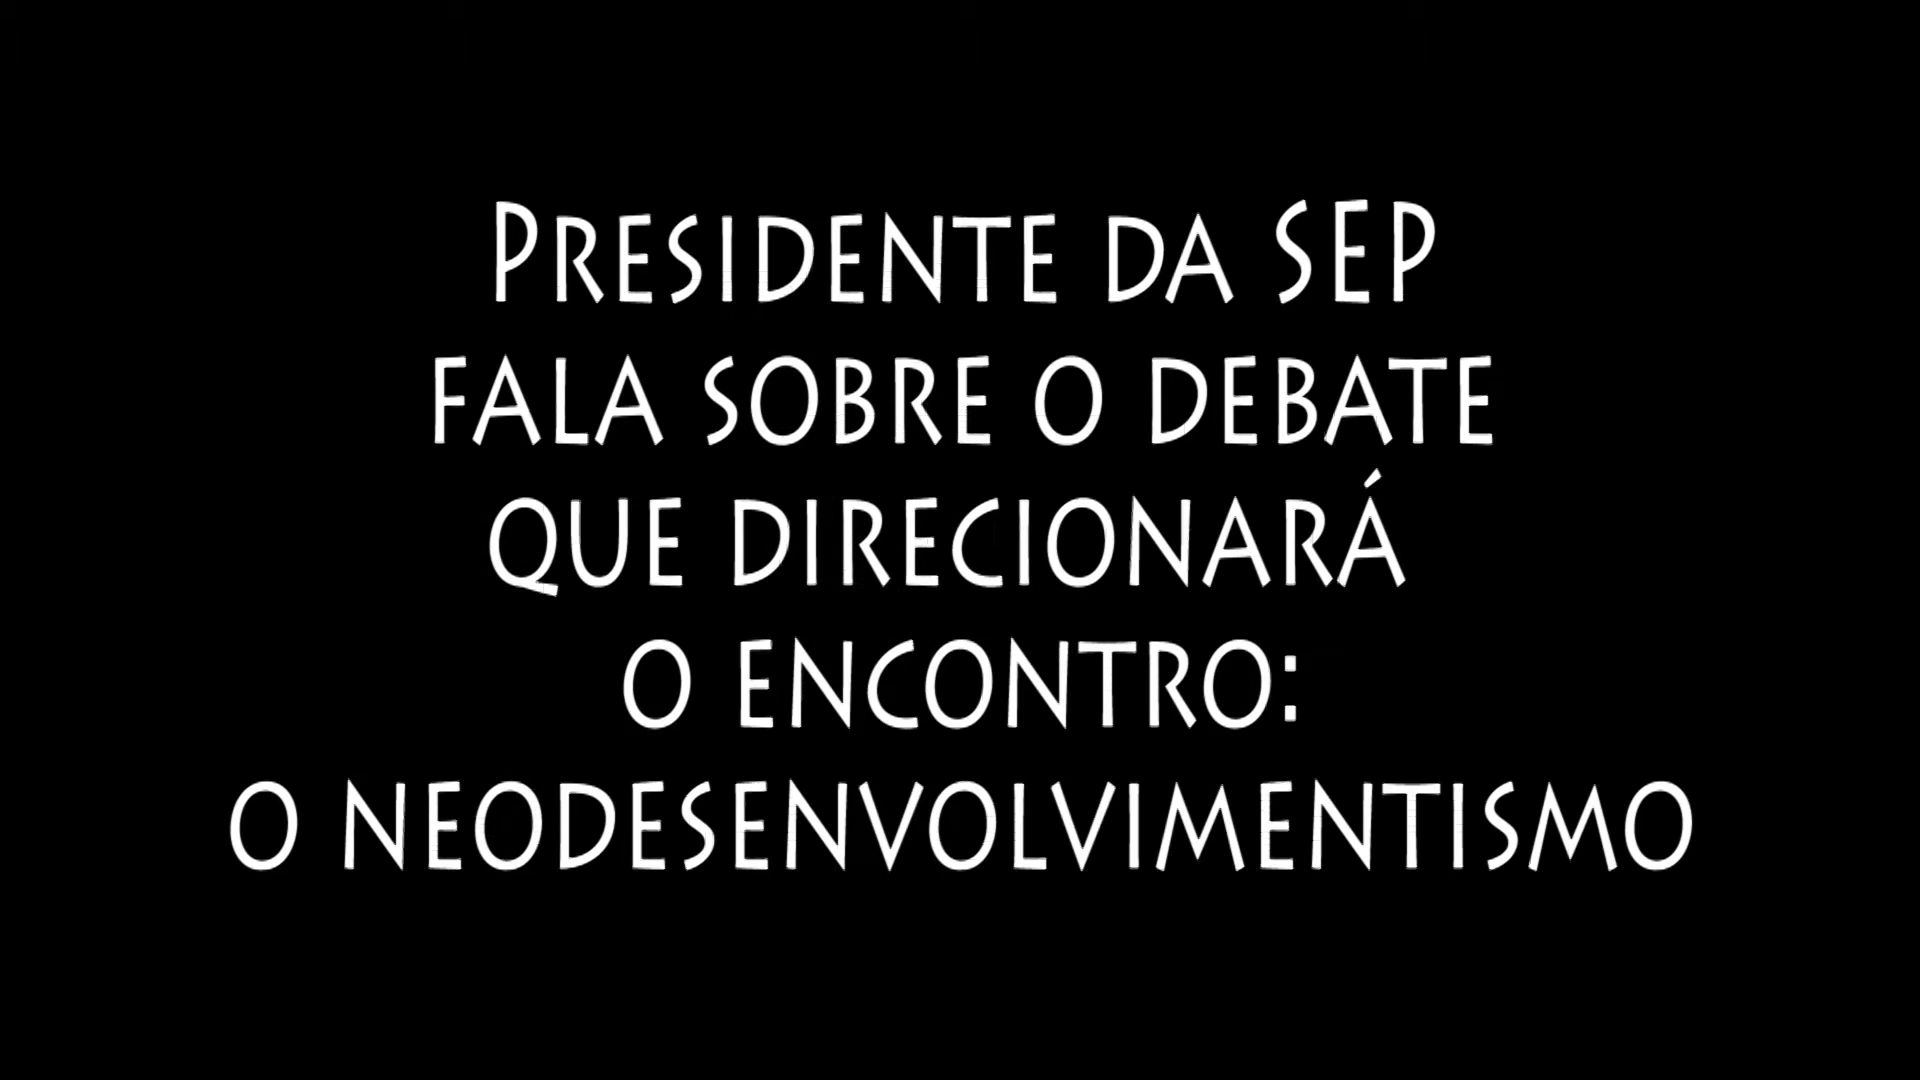 Presidente da SEP
fala sobre o debate
que direcionará
o encontro:
o neodesenvolvimentismo